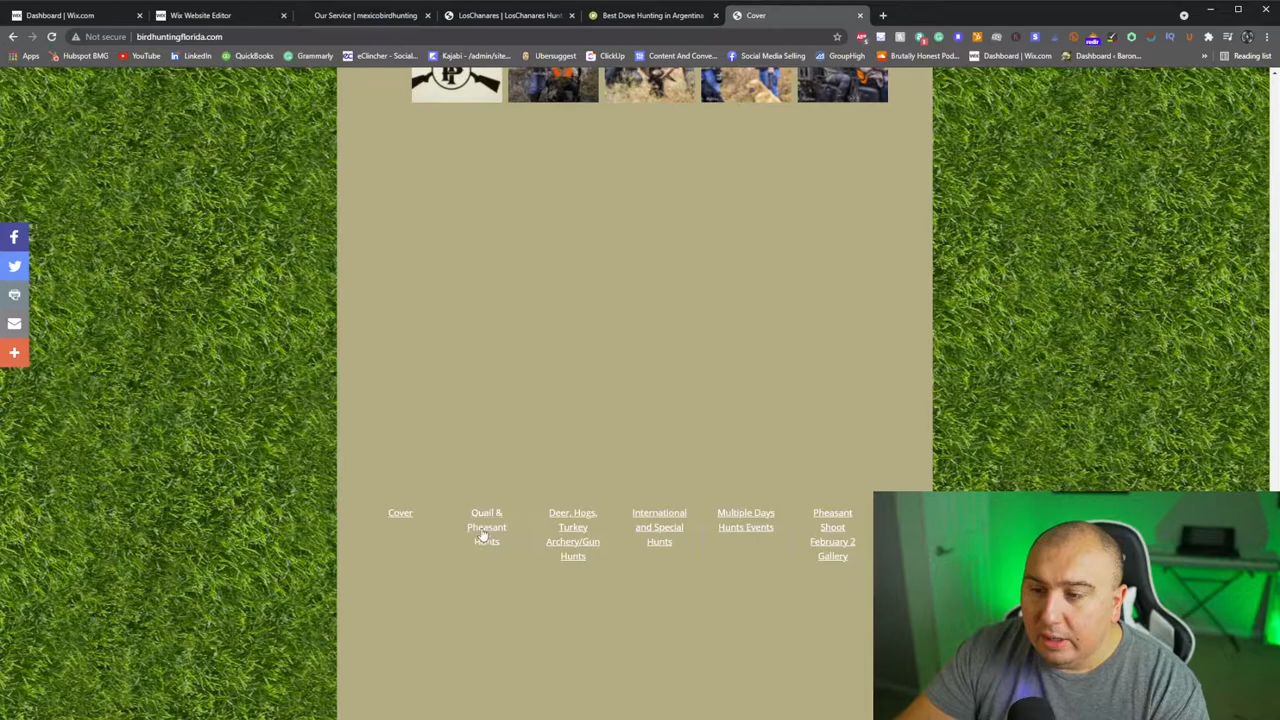 Dashboard | Wix.com
Wix Website Editor
Our Service | mexicobirdhunting
LosChanares | LosChanares Hunt
Best Dove Hunting in Argentina
Cover
Not secure | birdhuntingflorida.com
Apps
Hubspot BMG
YouTube
LinkedIn
QuickBooks
Grammarly
eClincher - Social...
Kajabi - /admin/site...
Ubersuggest
ClickUp
Content And Conve...
Social Media Selling
GroupHigh
Brutally Honest Pod...
Dashboard | Wix.com
Dashboard ‹ Baron...
Reading list
Cover
Quail &
Pheasant
Hunts
Deer, Hogs,
Turkey
Archery/Gun
Hunts
International
and Special
Hunts
Multiple Days
Hunts Events
Pheasant
Shoot
February 2
Gallery